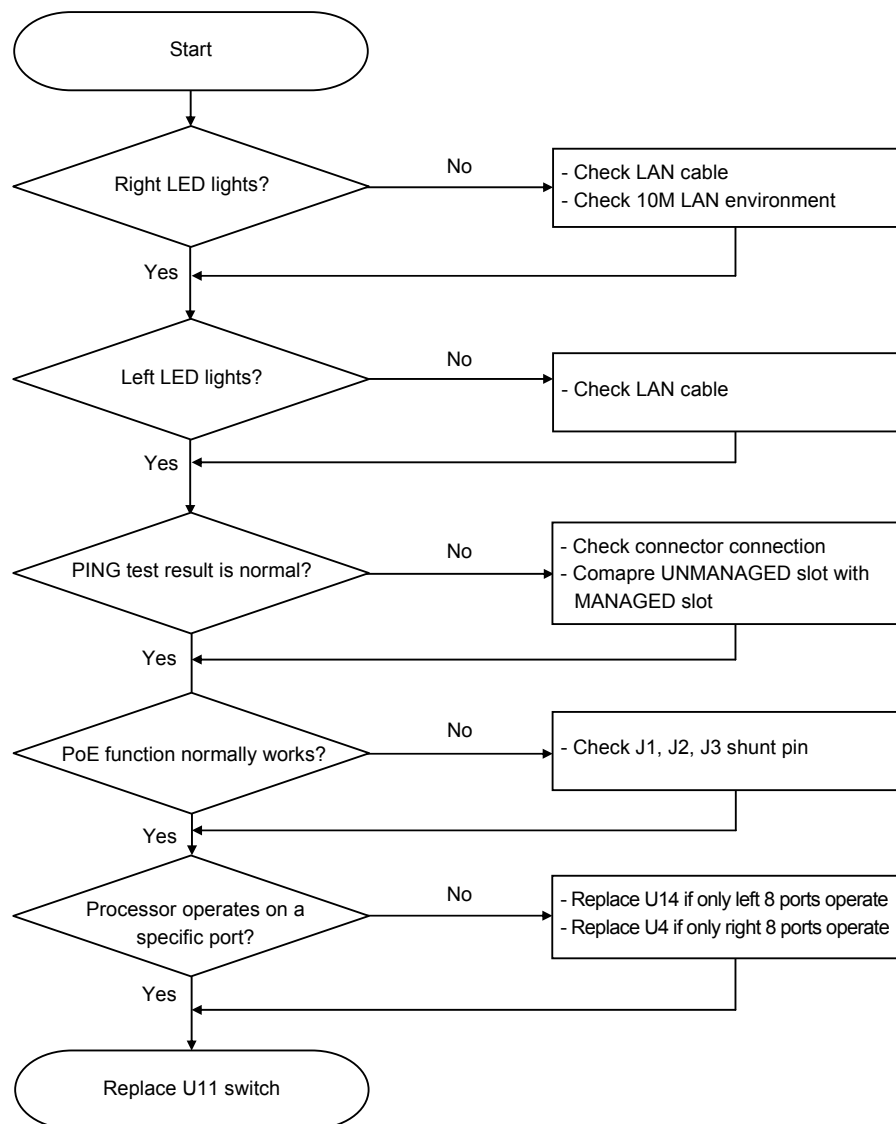 Start
Right LED lights?
No
- Check LAN cable
- Check 10M LAN environment
Yes
Left LED lights?
No
- Check LAN cable
Yes
PING test result is normal?
No
- Check connector connection
- Comapre UNMANAGED slot with
MANAGED slot
Yes
PoE function normally works?
No
- Check J1, J2, J3 shunt pin
Yes
Processor operates on a
specific port?
No
- Replace U14 if only left 8 ports operate
- Replace U4 if only right 8 ports operate
Yes
Replace U11 switch